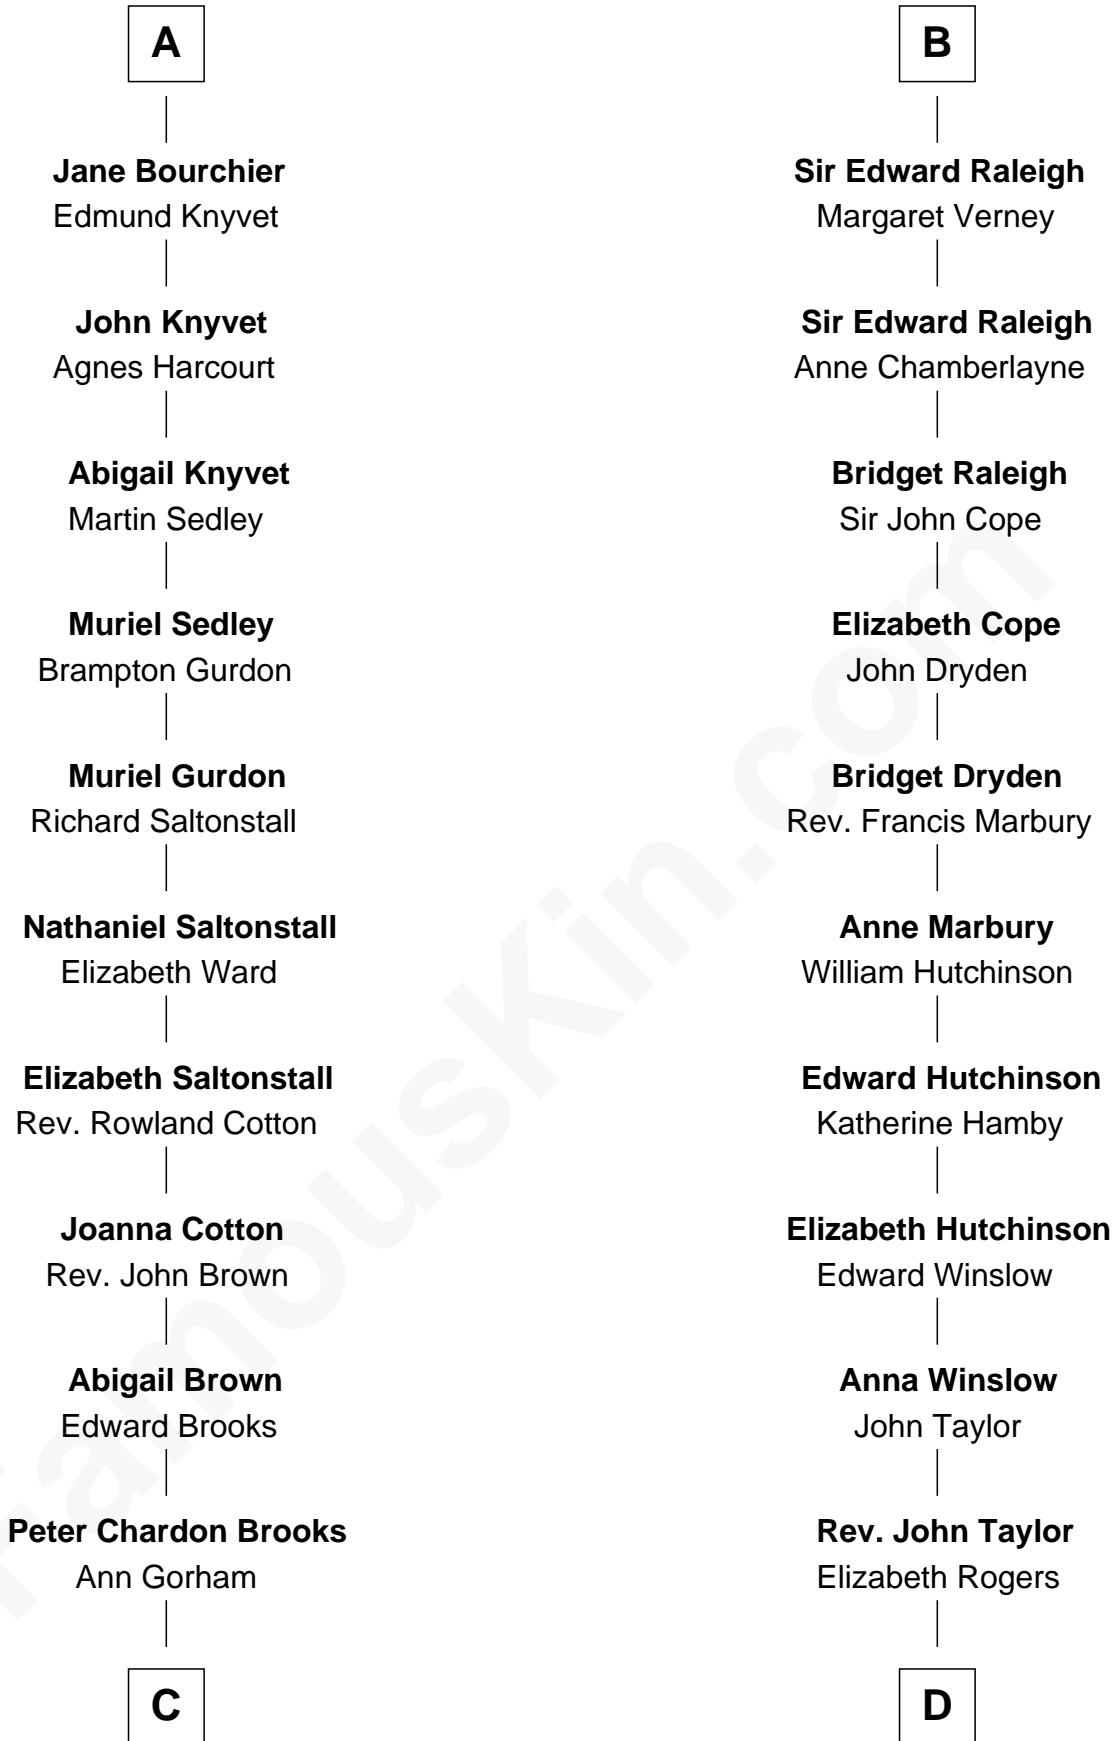 A
Jane Bourchier
Edmund Knyvet
John Knyvet
Agnes Harcourt
Abigail Knyvet
Martin Sedley
Muriel Sedley
Brampton Gurdon
Muriel Gurdon
Richard Saltonstall
Nathaniel Saltonstall
Elizabeth Ward
Elizabeth Saltonstall
Rev. Rowland Cotton
Joanna Cotton
Rev. John Brown
Abigail Brown
Edward Brooks
Peter Chardon Brooks
Ann Gorham
C
B
Sir Edward Raleigh
Margaret Verney
Sir Edward Raleigh
Anne Chamberlayne
Bridget Raleigh
Sir John Cope
Elizabeth Cope
John Dryden
Bridget Dryden
Rev. Francis Marbury
Anne Marbury
William Hutchinson
Edward Hutchinson
Katherine Hamby
Elizabeth Hutchinson
Edward Winslow
Anna Winslow
John Taylor
Rev. John Taylor
Elizabeth Rogers
D
FamousKin.com